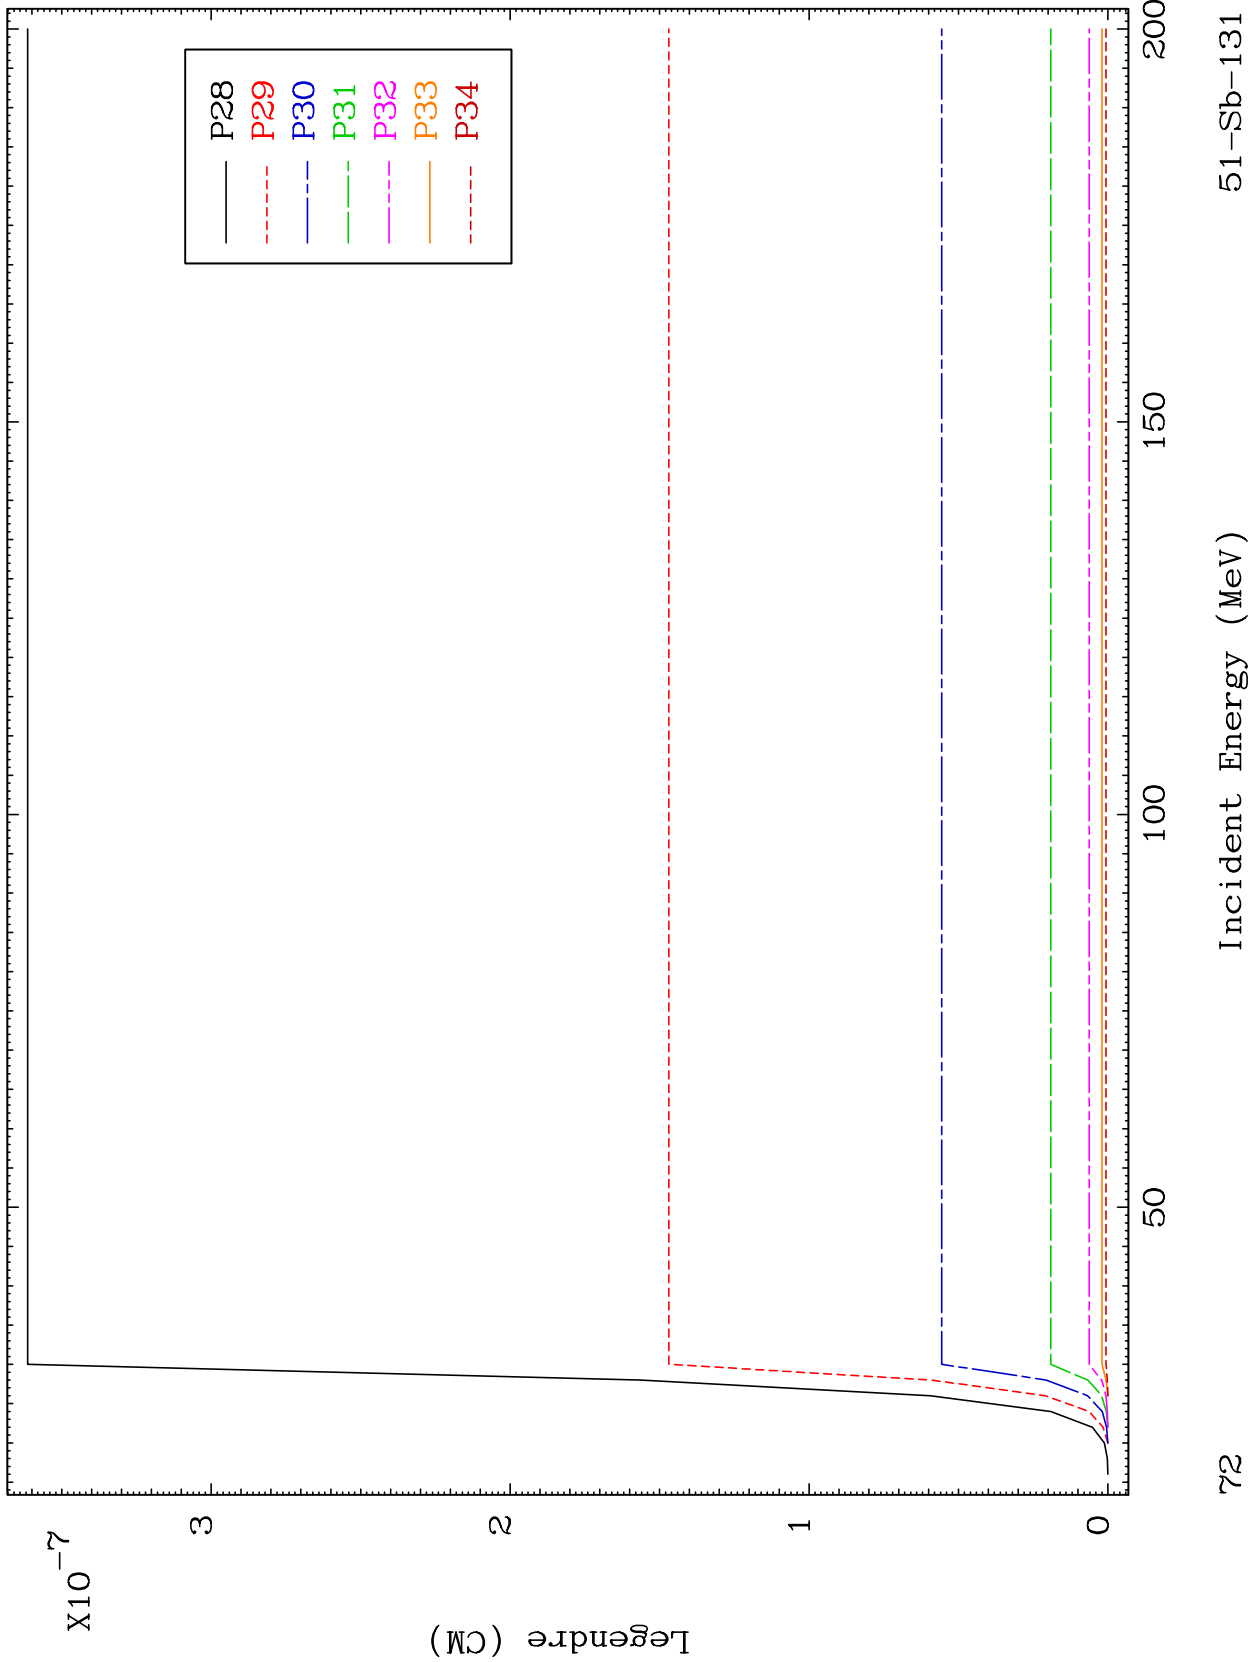 X10-7
Legendre (CM)
3
2
1
0
P28
P29
P30
P31
P32
P33
P34
50
100
150
200
72
Incident Energy (MeV)
51-Sb-131